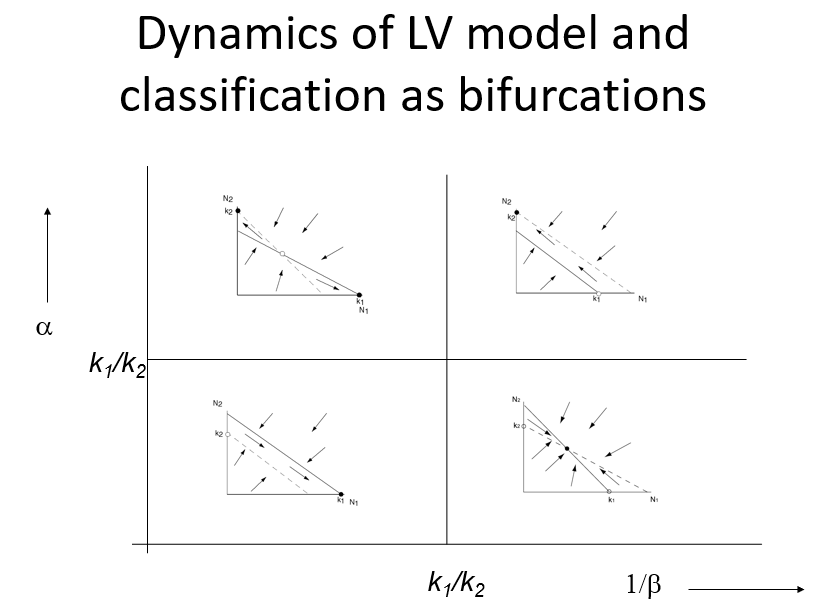 Dynamics of LV model and
classification as bifurcations
N2
k2
k1
N1
N2
k2
k1 N1
α
k1/k2
N2
k2
k1 N1
N2
k2
k1 N1
k1/k2 1/β